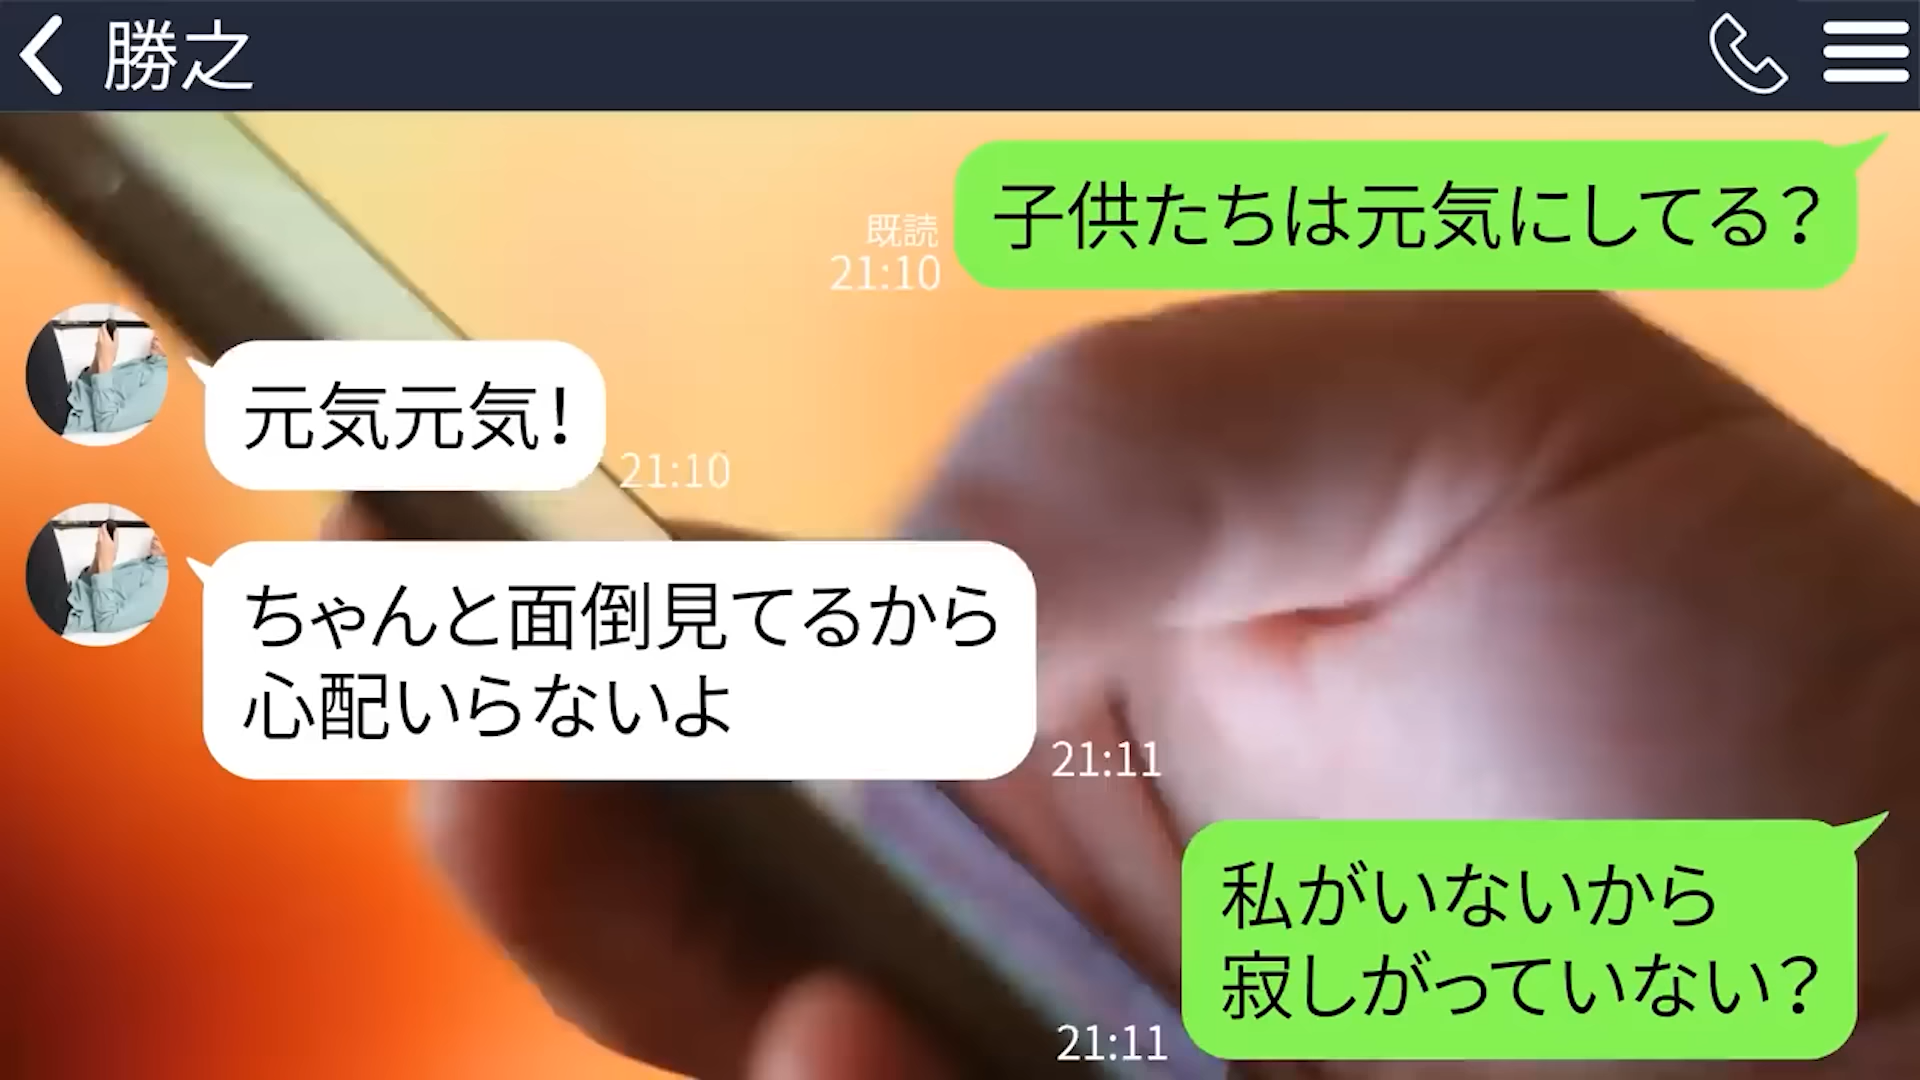 勝之
子供たちは元気にしてる？
既読
21:10
元気元気！
21:10
ちゃんと面倒見てるから
心配いらないよ
21:11
私がいないから
寂しがっていない？
21:11